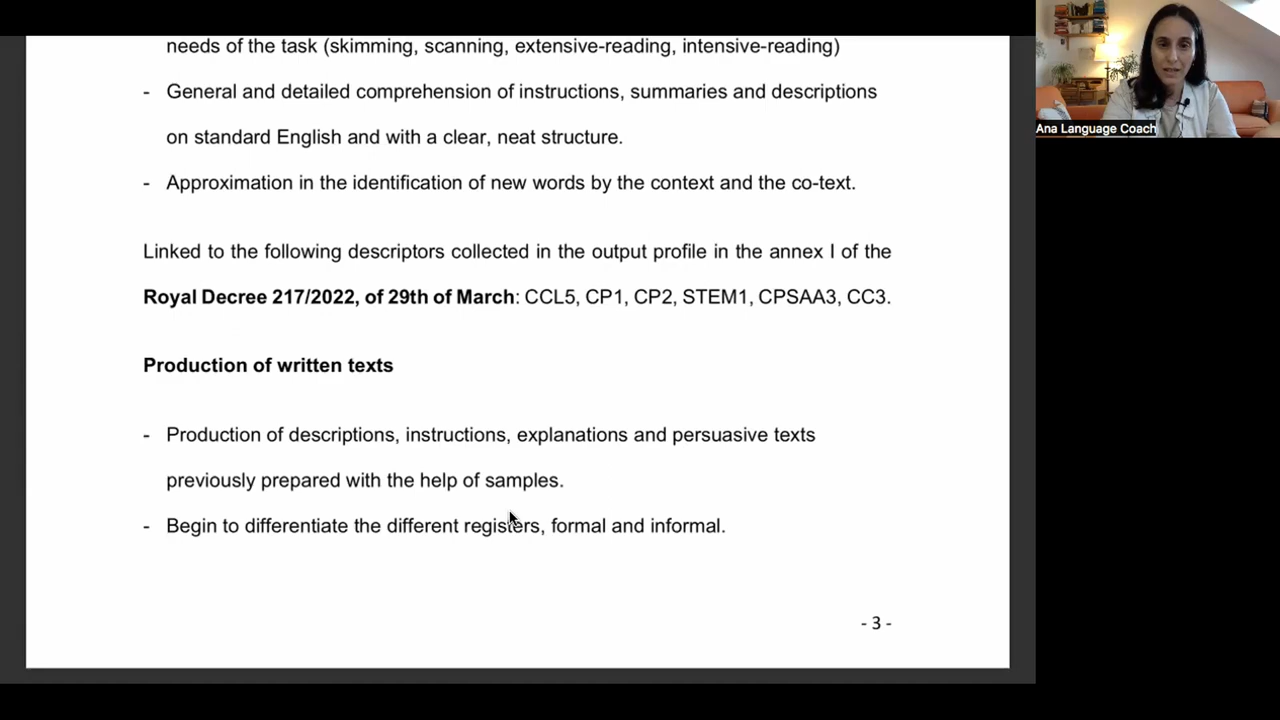 needs of the task (skimming, scanning, extensive-reading, intensive-reading)
- General and detailed comprehension of instructions, summaries and descriptions
on standard English and with a clear, neat structure.
- Approximation in the identification of new words by the context and the co-text.
Linked to the following descriptors collected in the output profile in the annex I of the
Royal Decree 217/2022, of 29th of March: CCL5, CP1, CP2, STEM1, CPSAA3, CC3.
Production of written texts
- Production of descriptions, instructions, explanations and persuasive texts
previously prepared with the help of samples.
- Begin to differentiate the different registers, formal and informal.
- 3 -
Ana Language Coach